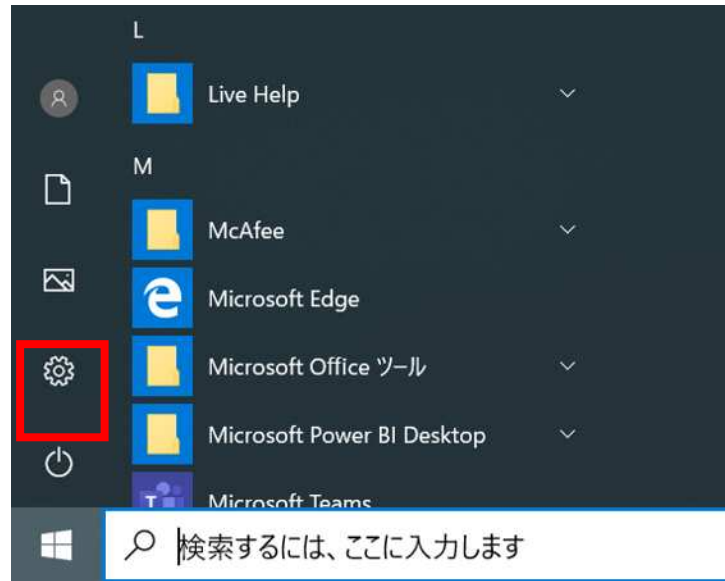 L
Live Help
M
McAfee
Microsoft Edge
Microsoft Office ツール
Microsoft Power BI Desktop
T
Microsoft Teams
検索するには、ここに入力します